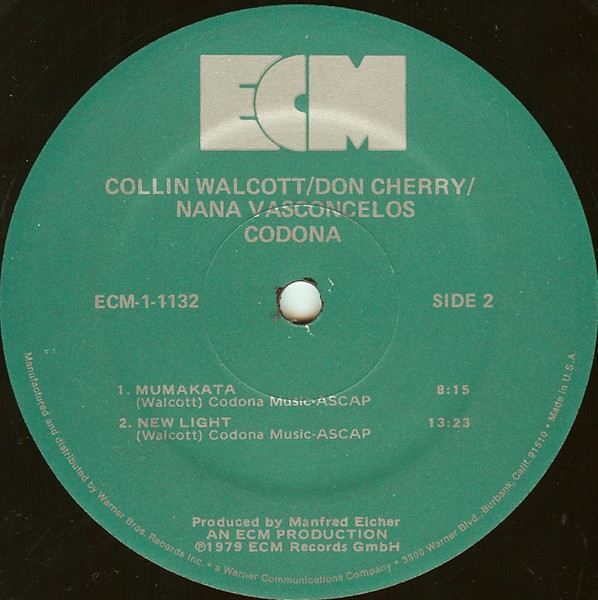 ECM
COLLIN WALCOTT/DON CHERRY/
NANA VASCONCELOS
CODONA
ECM-1-1132
SIDE 2
1. MUMAKATA 8:15
(Walcott) Codona Music-ASCAP
2. NEW LIGHT 13:23
(Walcott) Codona Music-ASCAP
Produced by Manfred Eicher
AN ECM PRODUCTION
℗1979 ECM Records GmbH
Manufactured and distributed by Warner Bros. Records Inc. • a Warner Communications Company • 3300 Warner Blvd., Burbank, Calif. 91510 • Made in U.S.A.